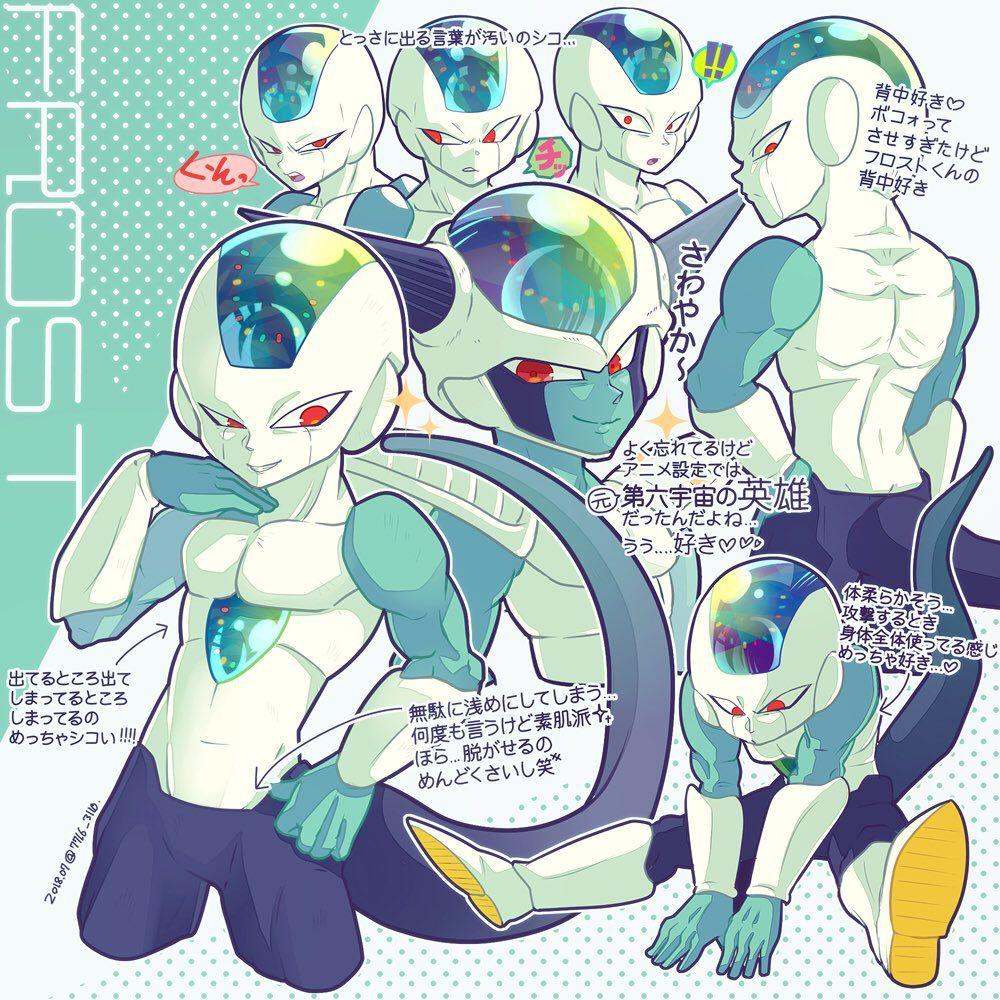 FROST
とっさに出る言葉が汚いのシコ…
くんっ
チッ
!!
背中好き♡
ボコォって
させすぎたけど
フロストくんの
背中好き
さわやか～
よく忘れてるけど
アニメ設定では
元 第六宇宙の英雄
だったんだよね…
うぅ….好き♡♡♡
体柔らかそう…
攻撃するとき
身体全体使ってる感じ
めっちゃ好き…♡
出てるところ出て
しまってるところ
しまってるの
めっちゃシコい!!!!
無駄に浅めにしてしまう…
何度も言うけど素肌派
ほら…脱がせるの
めんどくさいし笑
2018.07@7716_3110.